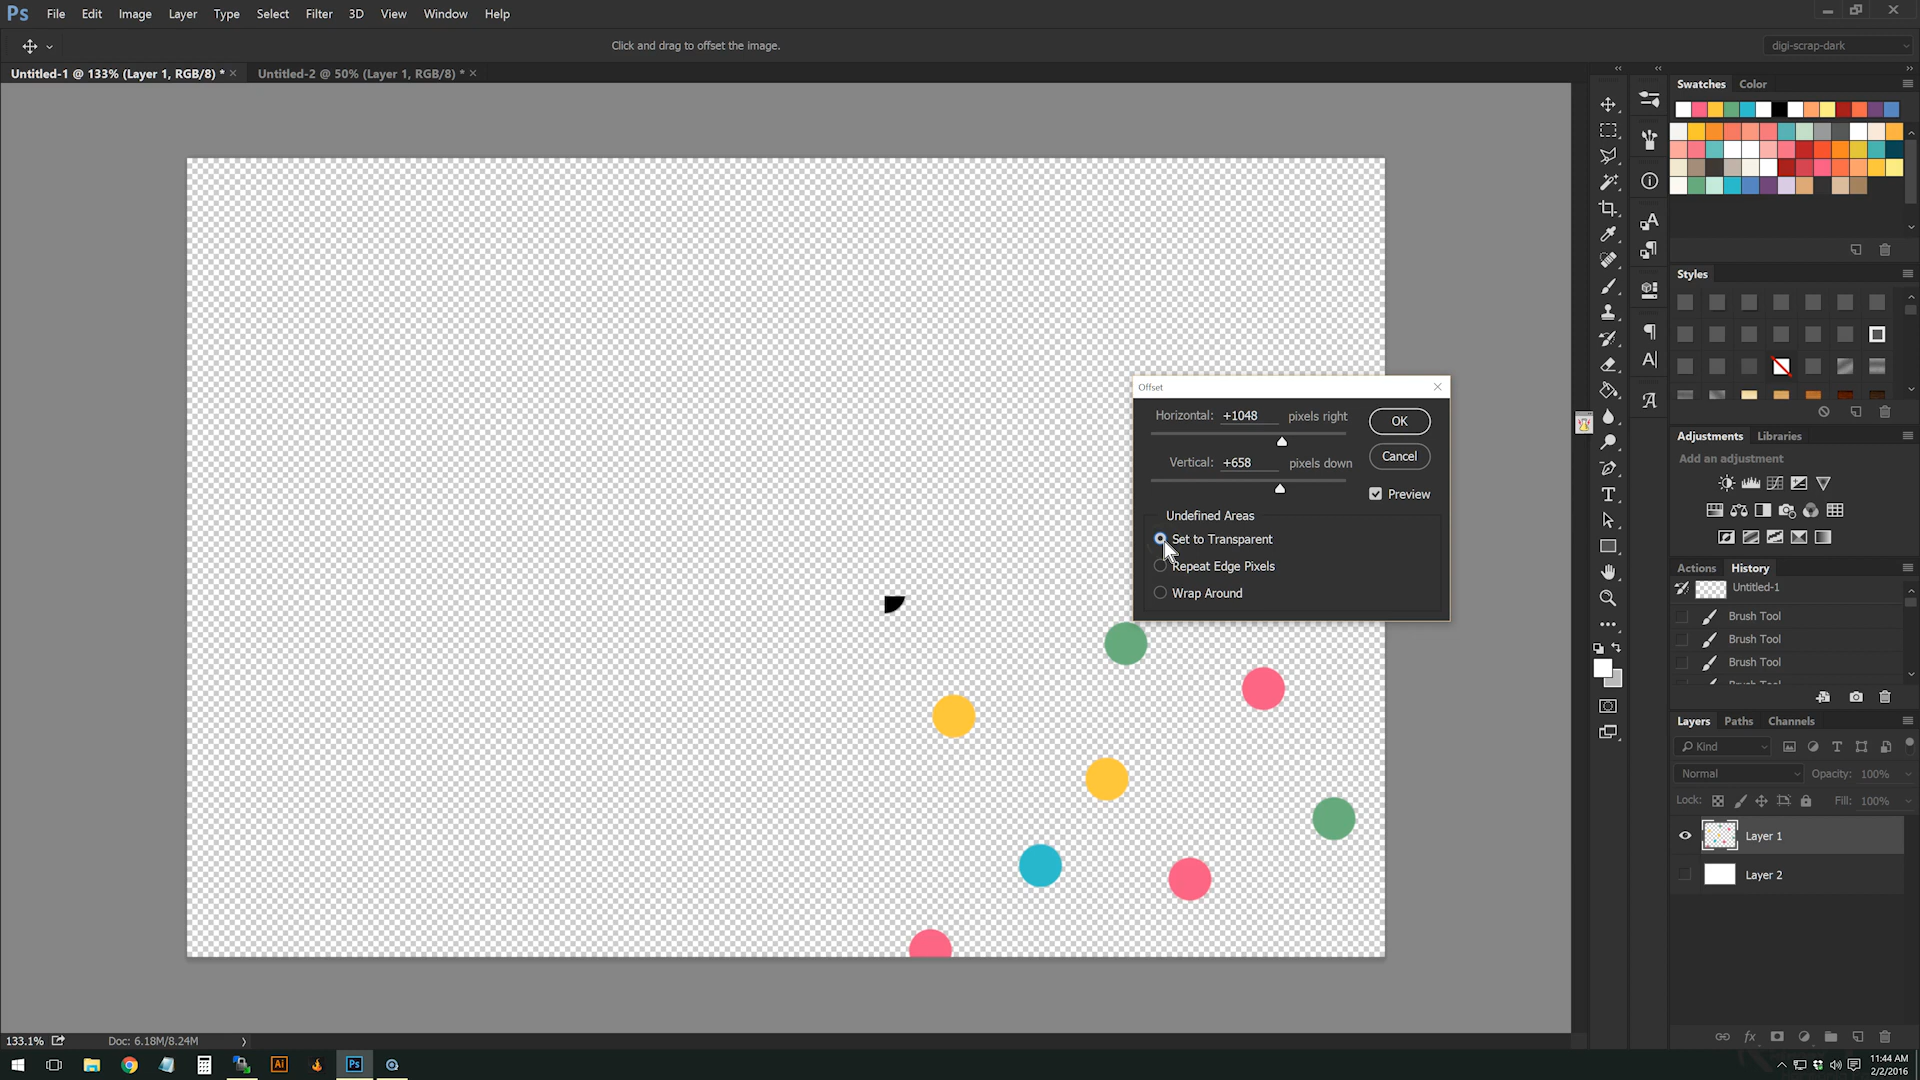 Ps File Edit Image Layer Type Select Filter 3D View Window Help
Click and drag to offset the image.
digi-scrap-dark
Untitled-1 @ 133% (Layer 1, RGB/8) * Untitled-2 @ 50% (Layer 1, RGB/8) *
Swatches Color
Styles
Offset
Horizontal: +1048 pixels right
OK
Vertical: +658 pixels down
Cancel
Preview
Undefined Areas
Set to Transparent
Repeat Edge Pixels
Wrap Around
Adjustments Libraries
Add an adjustment
Actions History
Untitled-1
Brush Tool
Brush Tool
Brush Tool
Brush Tool
Layers Paths Channels
Kind
Normal Opacity: 100%
Lock: Fill: 100%
Layer 1
Layer 2
133.1% Doc: 6.18M/8.24M
Ai Ps
11:44 AM
2/2/2016